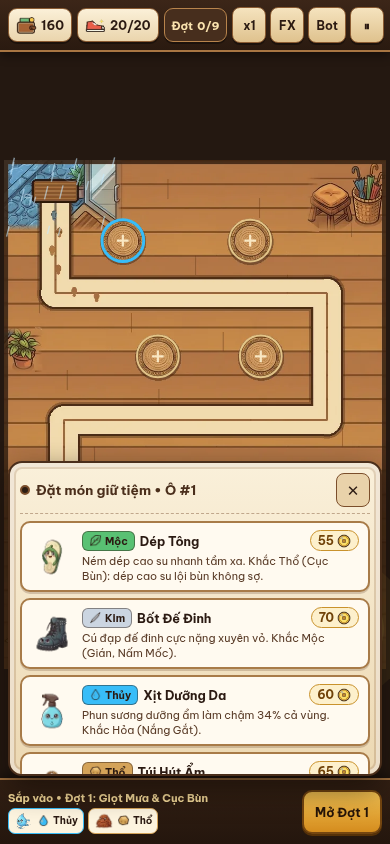 160
20/20
Đợt 0/9
x1
FX
Bot
Đặt món giữ tiệm • Ô #1
×
Mộc
Dép Tông
55
Ném dép cao su nhanh tầm xa. Khắc Thổ (Cục
Bùn): dép cao su lội bùn không sợ.
Kim
Bốt Đế Đinh
70
Cú đạp đế đinh cực nặng xuyên vỏ. Khắc Mộc
(Gián, Nấm Mốc).
Thủy
Xịt Dưỡng Da
60
Phun sương dưỡng ẩm làm chậm 34% cả vùng.
Khắc Hỏa (Nắng Gắt).
Thổ
Túi Hút Ẩm
65
Sắp vào • Đợt 1: Giọt Mưa & Cục Bùn
Thủy
Thổ
Mở Đợt 1